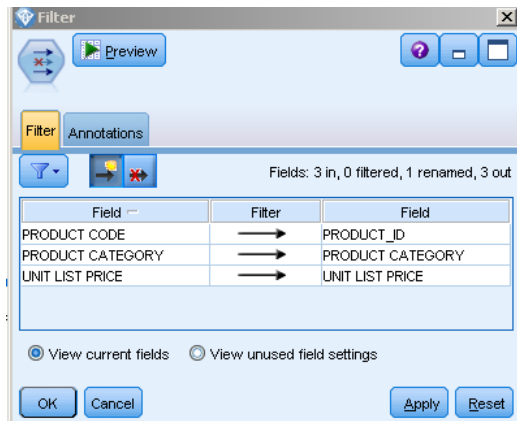 Filter
Preview
Filter
Annotations
Fields: 3 in, 0 filtered, 1 renamed, 3 out
Field Filter Field
PRODUCT CODE PRODUCT_ID
PRODUCT CATEGORY PRODUCT CATEGORY
UNIT LIST PRICE UNIT LIST PRICE
View current fields View unused field settings
OK Cancel Apply Reset